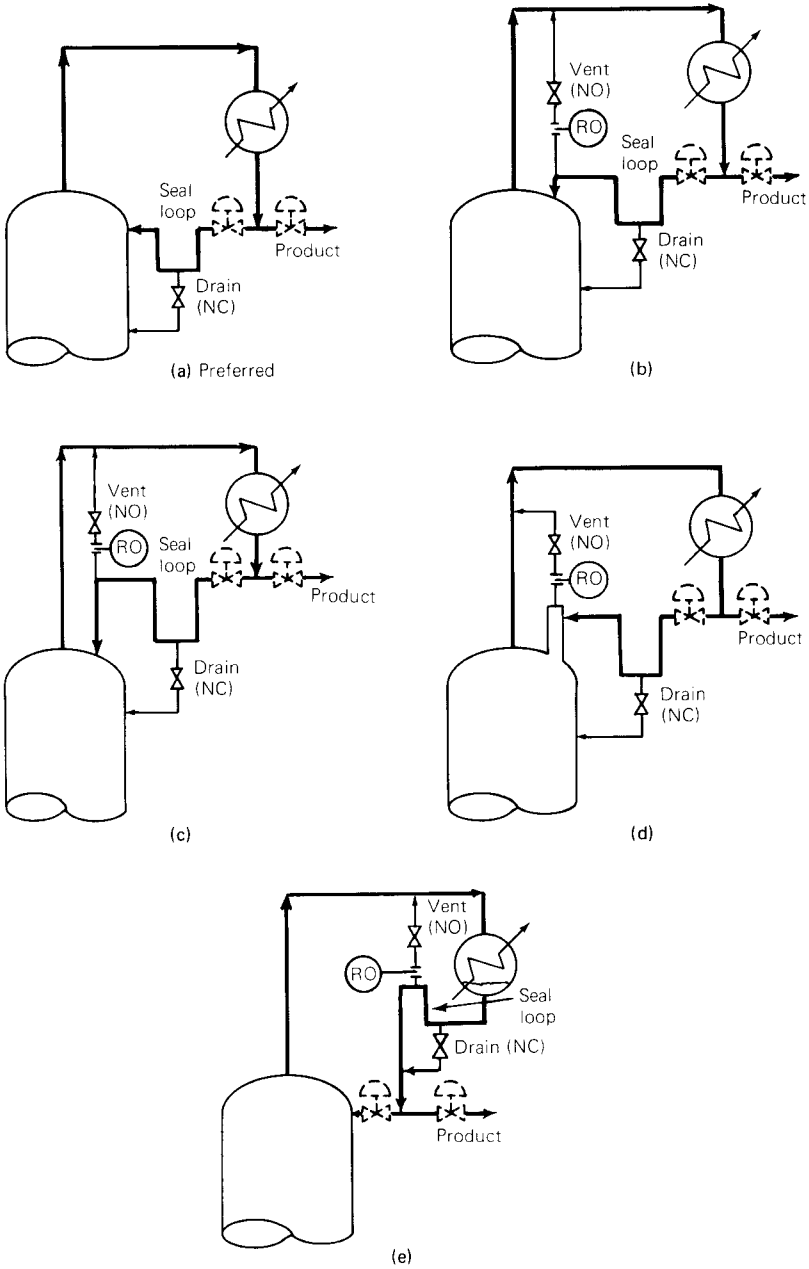 Seal
loop
Product
Drain
(NC)
(a) Preferred
Vent
(NO)
RO
Seal
loop
Product
Drain
(NC)
(b)
Vent
(NO)
RO
Seal
loop
Product
Drain
(NC)
(c)
Vent
(NO)
RO
Product
Drain
(NC)
(d)
Vent
(NO)
RO
Seal
loop
Drain (NC)
Product
(e)